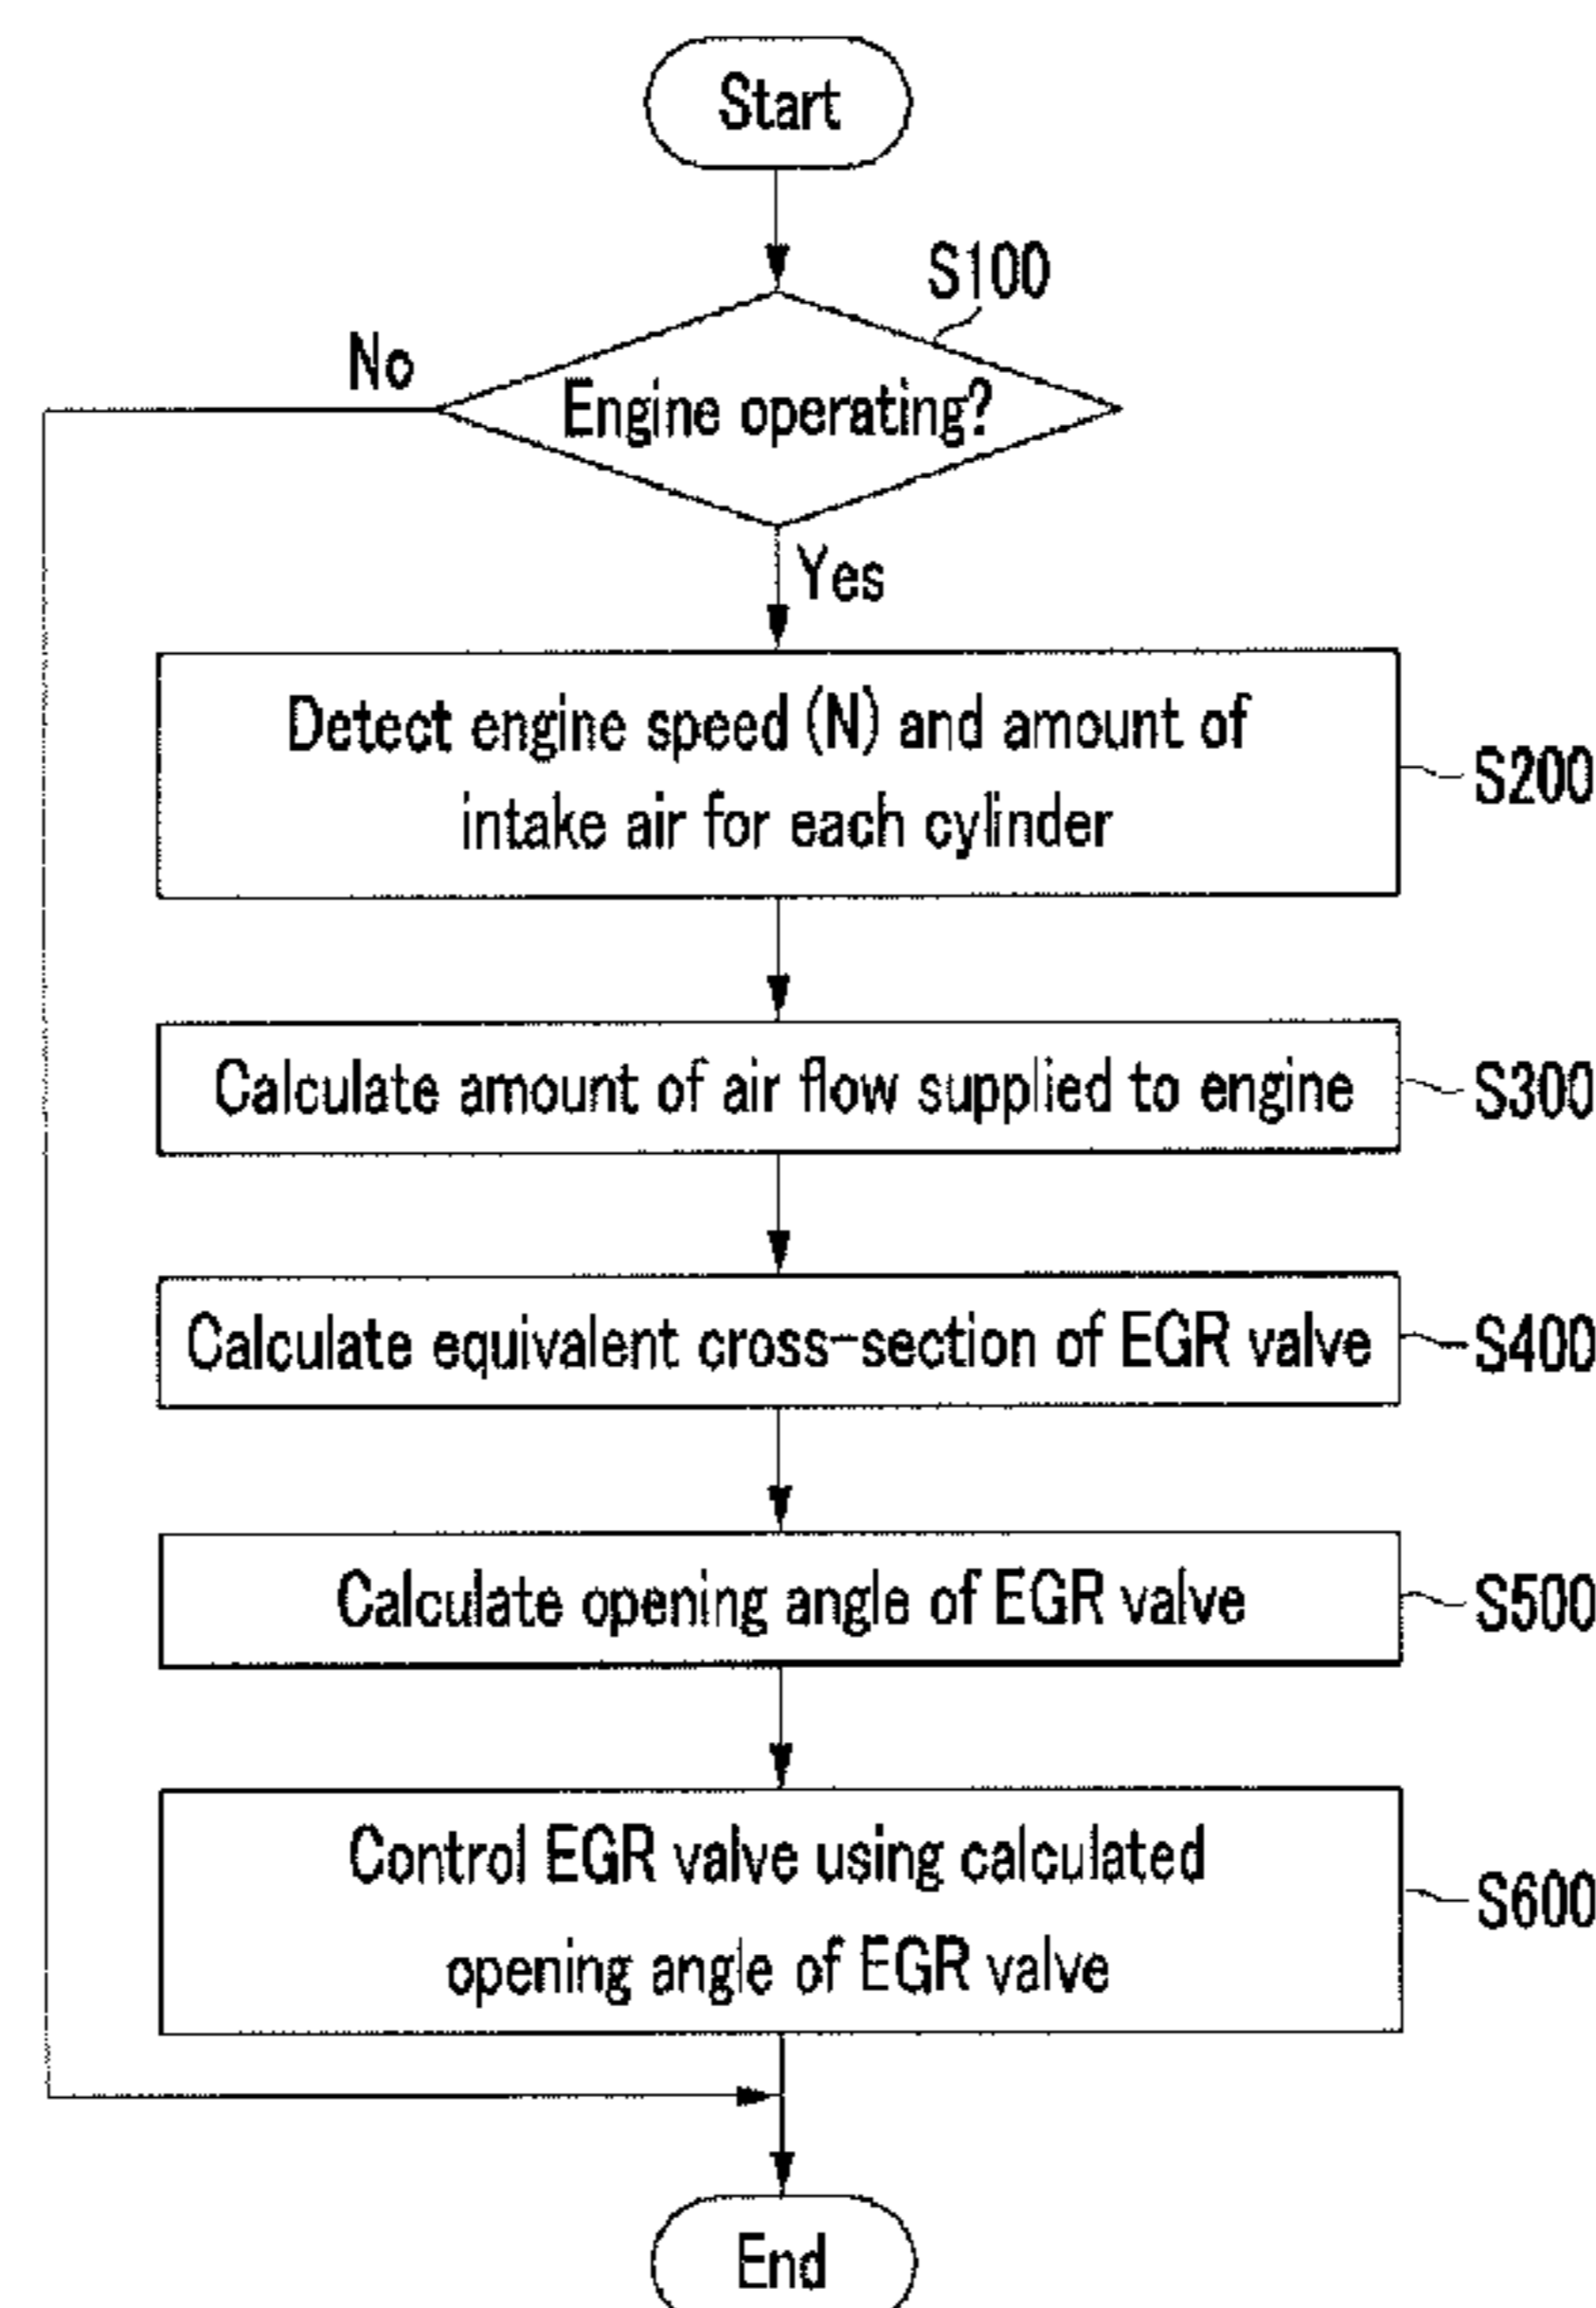 Start
S100
No
Engine operating?
Yes
Detect engine speed (N) and amount of
intake air for each cylinder
S200
Calculate amount of air flow supplied to engine
S300
Calculate equivalent cross-section of EGR valve
S400
Calculate opening angle of EGR valve
S500
Control EGR valve using calculated
opening angle of EGR valve
S600
End